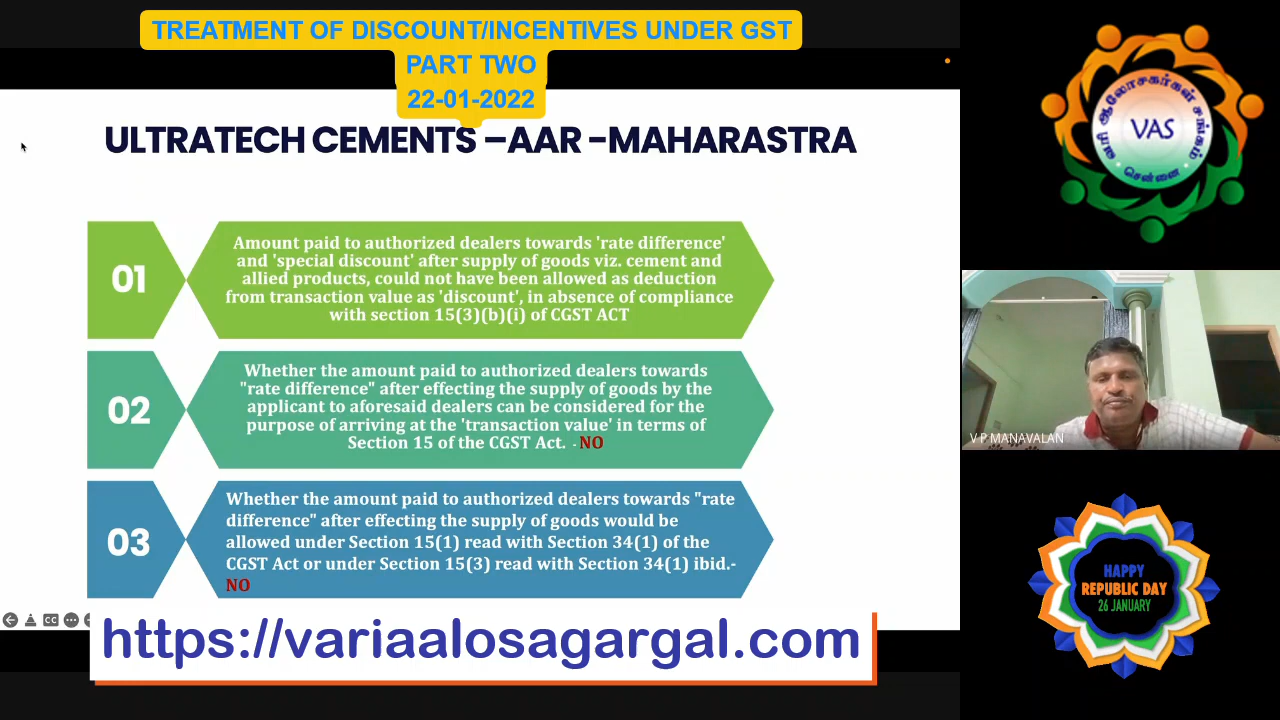 TREATMENT OF DISCOUNT/INCENTIVES UNDER GST
PART TWO
22-01-2022
ULTRATECH CEMENTS –AAR –MAHARASTRA
01
Amount paid to authorized dealers towards 'rate difference'
and 'special discount' after supply of goods viz. cement and
allied products, could not have been allowed as deduction
from transaction value as 'discount', in absence of compliance
with section 15(3)(b)(i) of CGST ACT
02
Whether the amount paid to authorized dealers towards
"rate difference" after effecting the supply of goods by the
applicant to aforesaid dealers can be considered for the
purpose of arriving at the 'transaction value' in terms of
Section 15 of the CGST Act. - NO
03
Whether the amount paid to authorized dealers towards "rate
difference" after effecting the supply of goods would be
allowed under Section 15(1) read with Section 34(1) of the
CGST Act or under Section 15(3) read with Section 34(1) ibid.-
NO
CC
https://variaalosagargal.com
வரி ஆலோசகர்கள் சங்கம்
VAS
சென்னை
V P MANAVALAN
HAPPY
REPUBLIC DAY
26 JANUARY